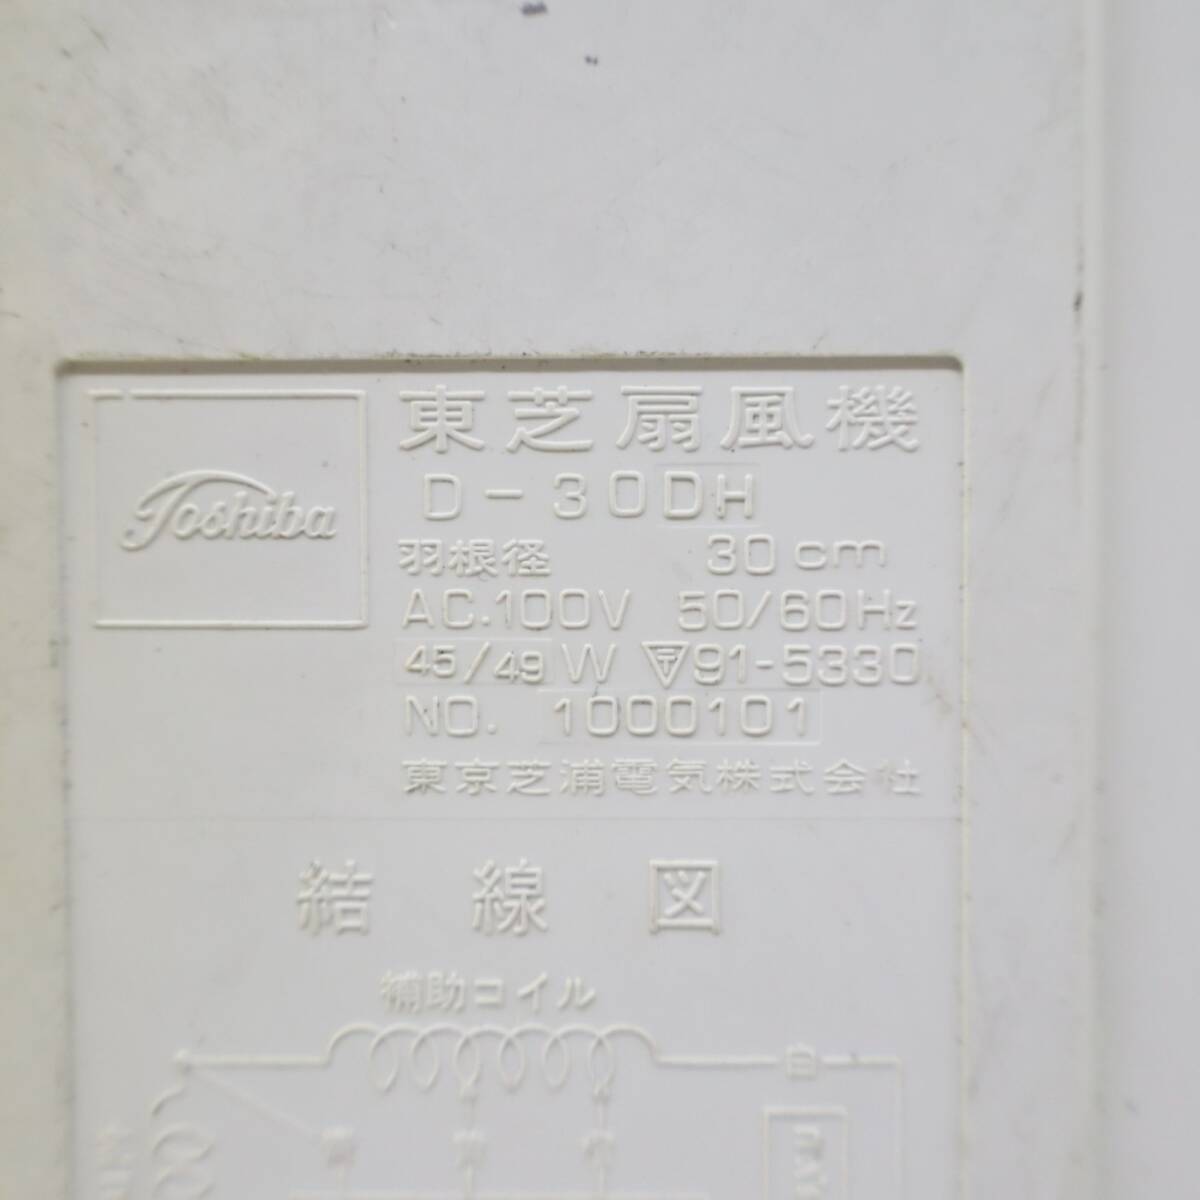 Toshiba
東芝扇風機
D-30DH
羽根径 30cm
AC.100V 50/60Hz
45/49W 〒91-5330
NO. 1000101
東京芝浦電気株式会社
結線図
補助コイル
白